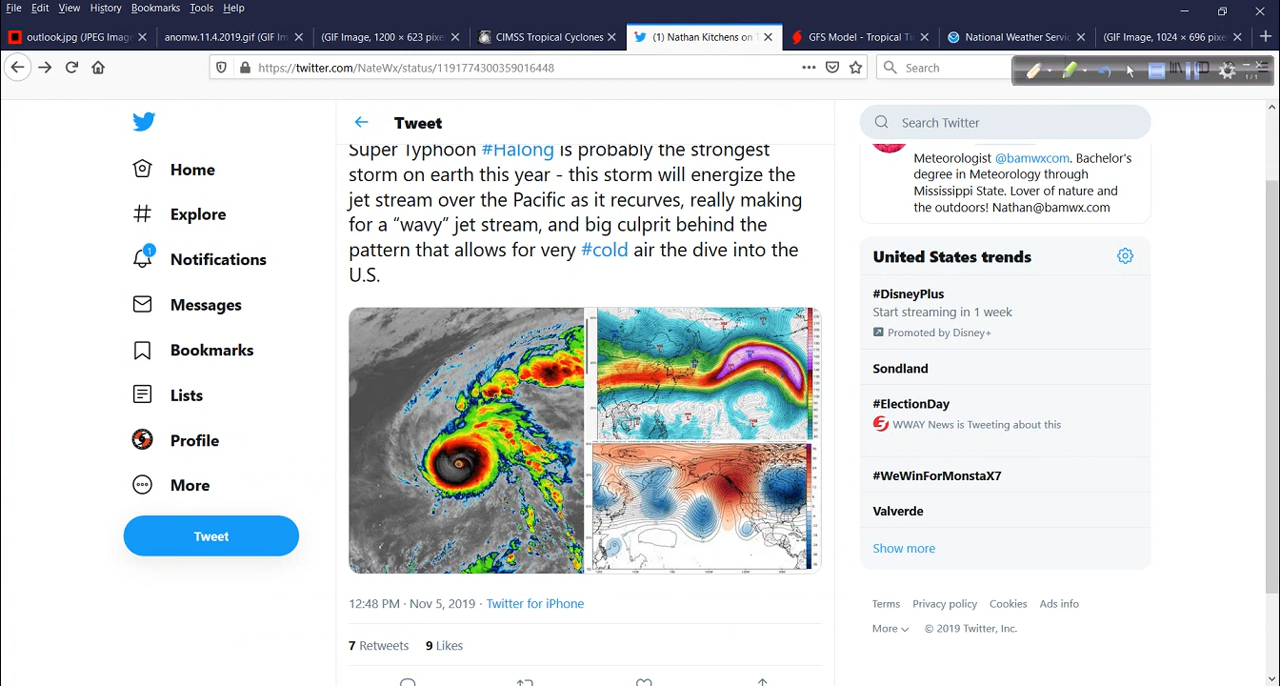 File Edit View History Bookmarks Tools Help
outlook.jpg (JPEG Imag
anomw.11.4.2019.gif (GIF Im
(GIF Image, 1200 × 623 pixe
CIMSS Tropical Cyclones
(1) Nathan Kitchens on T
GFS Model - Tropical T
National Weather Servic
(GIF Image, 1024 × 696 pixe
https://twitter.com/NateWx/status/1191774300359016448
Search
1/1
Tweet
Search Twitter
Home
Explore
1
Notifications
Messages
Bookmarks
Lists
Profile
More
Tweet
Super Typhoon #Halong is probably the strongest
storm on earth this year - this storm will energize the
jet stream over the Pacific as it recurves, really making
for a “wavy” jet stream, and big culprit behind the
pattern that allows for very #cold air the dive into the
U.S.
12:48 PM · Nov 5, 2019 · Twitter for iPhone
7 Retweets 9 Likes
Meteorologist @bamwxcom. Bachelor's
degree in Meteorology through
Mississippi State. Lover of nature and
the outdoors! Nathan@bamwx.com
United States trends
#DisneyPlus
Start streaming in 1 week
Promoted by Disney+
Sondland
#ElectionDay
WWAY News is Tweeting about this
#WeWinForMonstaX7
Valverde
Show more
Terms Privacy policy Cookies Ads info
More © 2019 Twitter, Inc.